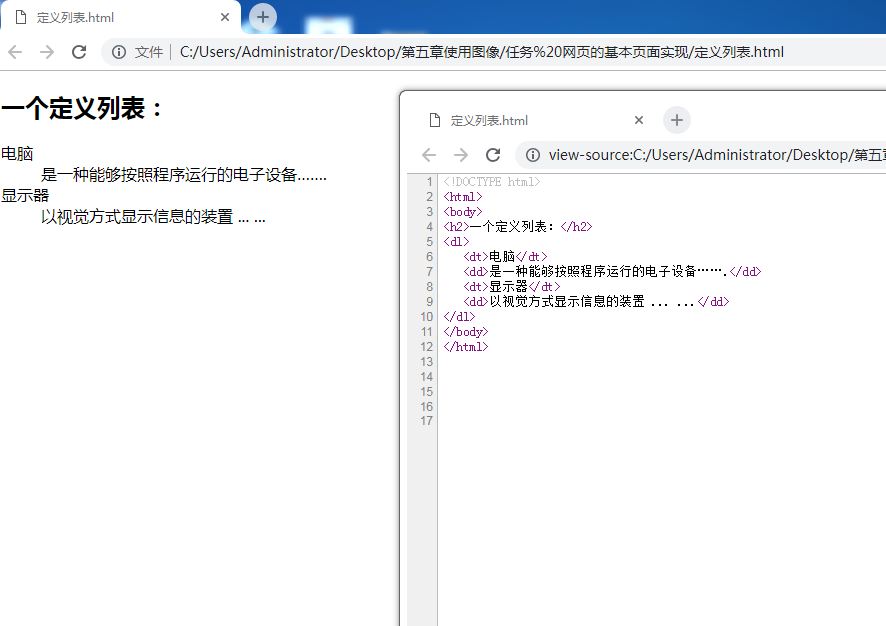 定义列表.html
文件 C:/Users/Administrator/Desktop/第五章使用图像/任务%20网页的基本页面实现/定义列表.html
一个定义列表：
电脑
是一种能够按照程序运行的电子设备.......
显示器
以视觉方式显示信息的装置 ... ...
定义列表.html
view-source:C:/Users/Administrator/Desktop/第五
1 <!DOCTYPE html>
2 <html>
3 <body>
4 <h2>一个定义列表：</h2>
5 <dl>
6 <dt>电脑</dt>
7 <dd>是一种能够按照程序运行的电子设备…….</dd>
8 <dt>显示器</dt>
9 <dd>以视觉方式显示信息的装置 ... ...</dd>
10 </dl>
11 </body>
12 </html>
13
14
15
16
17